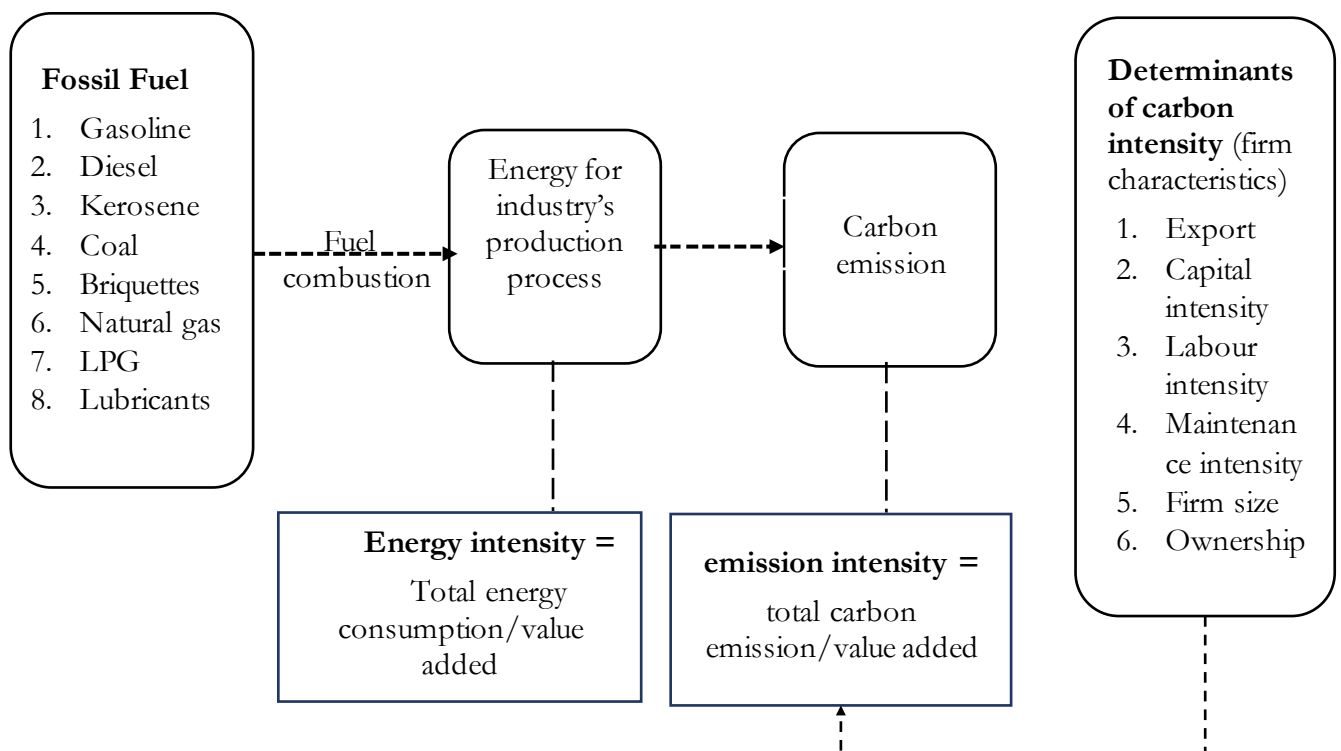 Fossil Fuel
1. Gasoline
2. Diesel
3. Kerosene
4. Coal
5. Briquettes
6. Natural gas
7. LPG
8. Lubricants
Fuel
combustion
Energy for
industry's
production
process
Carbon
emission
Energy intensity =
Total energy
consumption/value
added
emission intensity =
total carbon
emission/value added
Determinants
of carbon
intensity (firm
characteristics)
1. Export
2. Capital
intensity
3. Labour
intensity
4. Maintenan
ce intensity
5. Firm size
6. Ownership